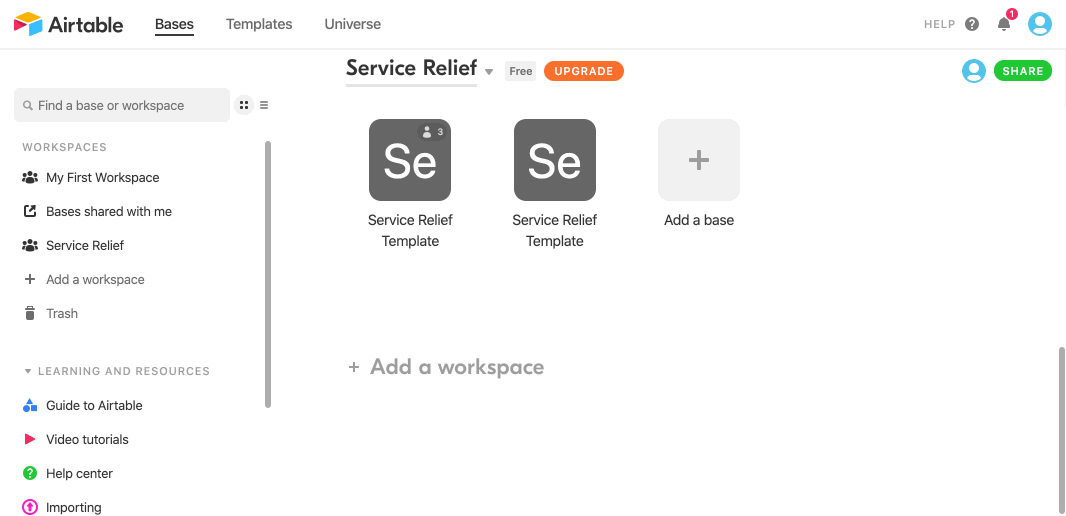 Airtable
Bases
Templates
Universe
HELP
?
1
Service Relief
Free
UPGRADE
SHARE
Find a base or workspace
WORKSPACES
My First Workspace
Bases shared with me
Service Relief
+ Add a workspace
Trash
LEARNING AND RESOURCES
Guide to Airtable
Video tutorials
? Help center
Importing
3
Se
Service Relief
Template
Se
Service Relief
Template
+
Add a base
+ Add a workspace